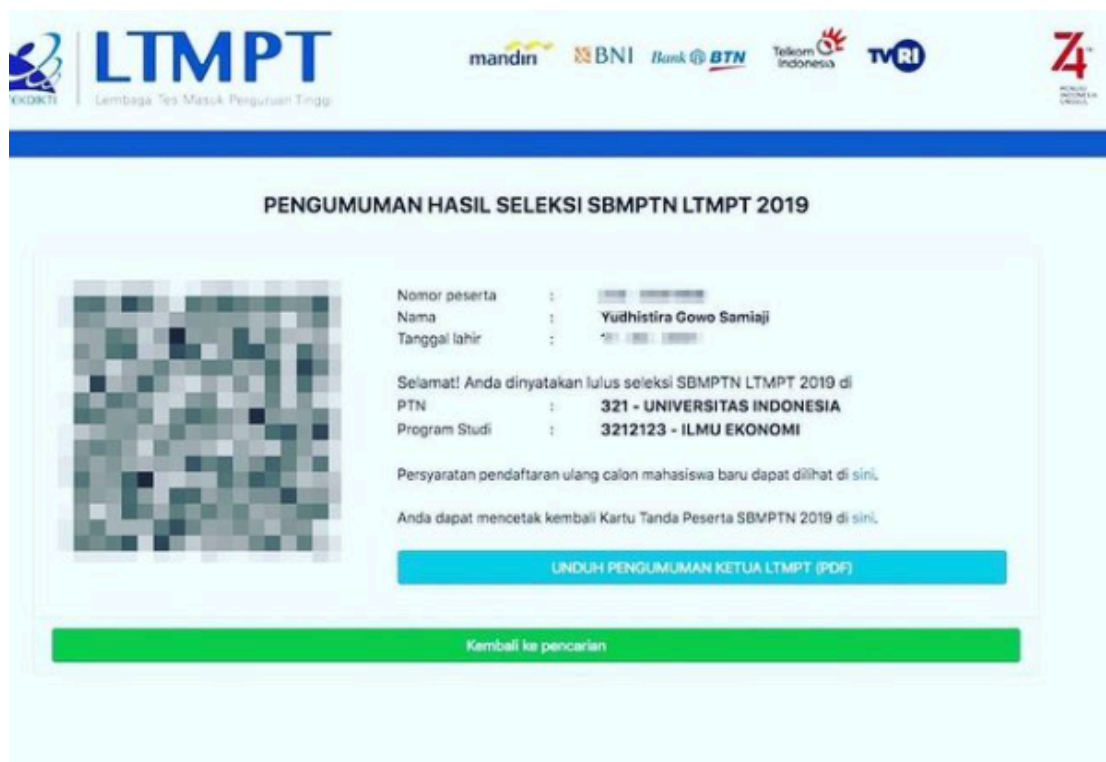 LTMPT
Lembaga Tes Masuk Perguruan Tinggi
mandiri BNI Bank BTN Telkom Indonesia TVRI 74
PENGUMUMAN HASIL SELEKSI SBMPTN LTMPT 2019
Nomor peserta :
Nama : Yudhistira Gowo Samiaji
Tanggal lahir :
Selamat! Anda dinyatakan lulus seleksi SBMPTN LTMPT 2019 di
PTN : 321 - UNIVERSITAS INDONESIA
Program Studi : 3212123 - ILMU EKONOMI
Persyaratan pendaftaran ulang calon mahasiswa baru dapat dilihat di sini.
Anda dapat mencetak kembali Kartu Tanda Peserta SBMPTN 2019 di sini.
UNDUH PENGUMUMAN KETUA LTMPT (PDF)
Kembali ke pencarian